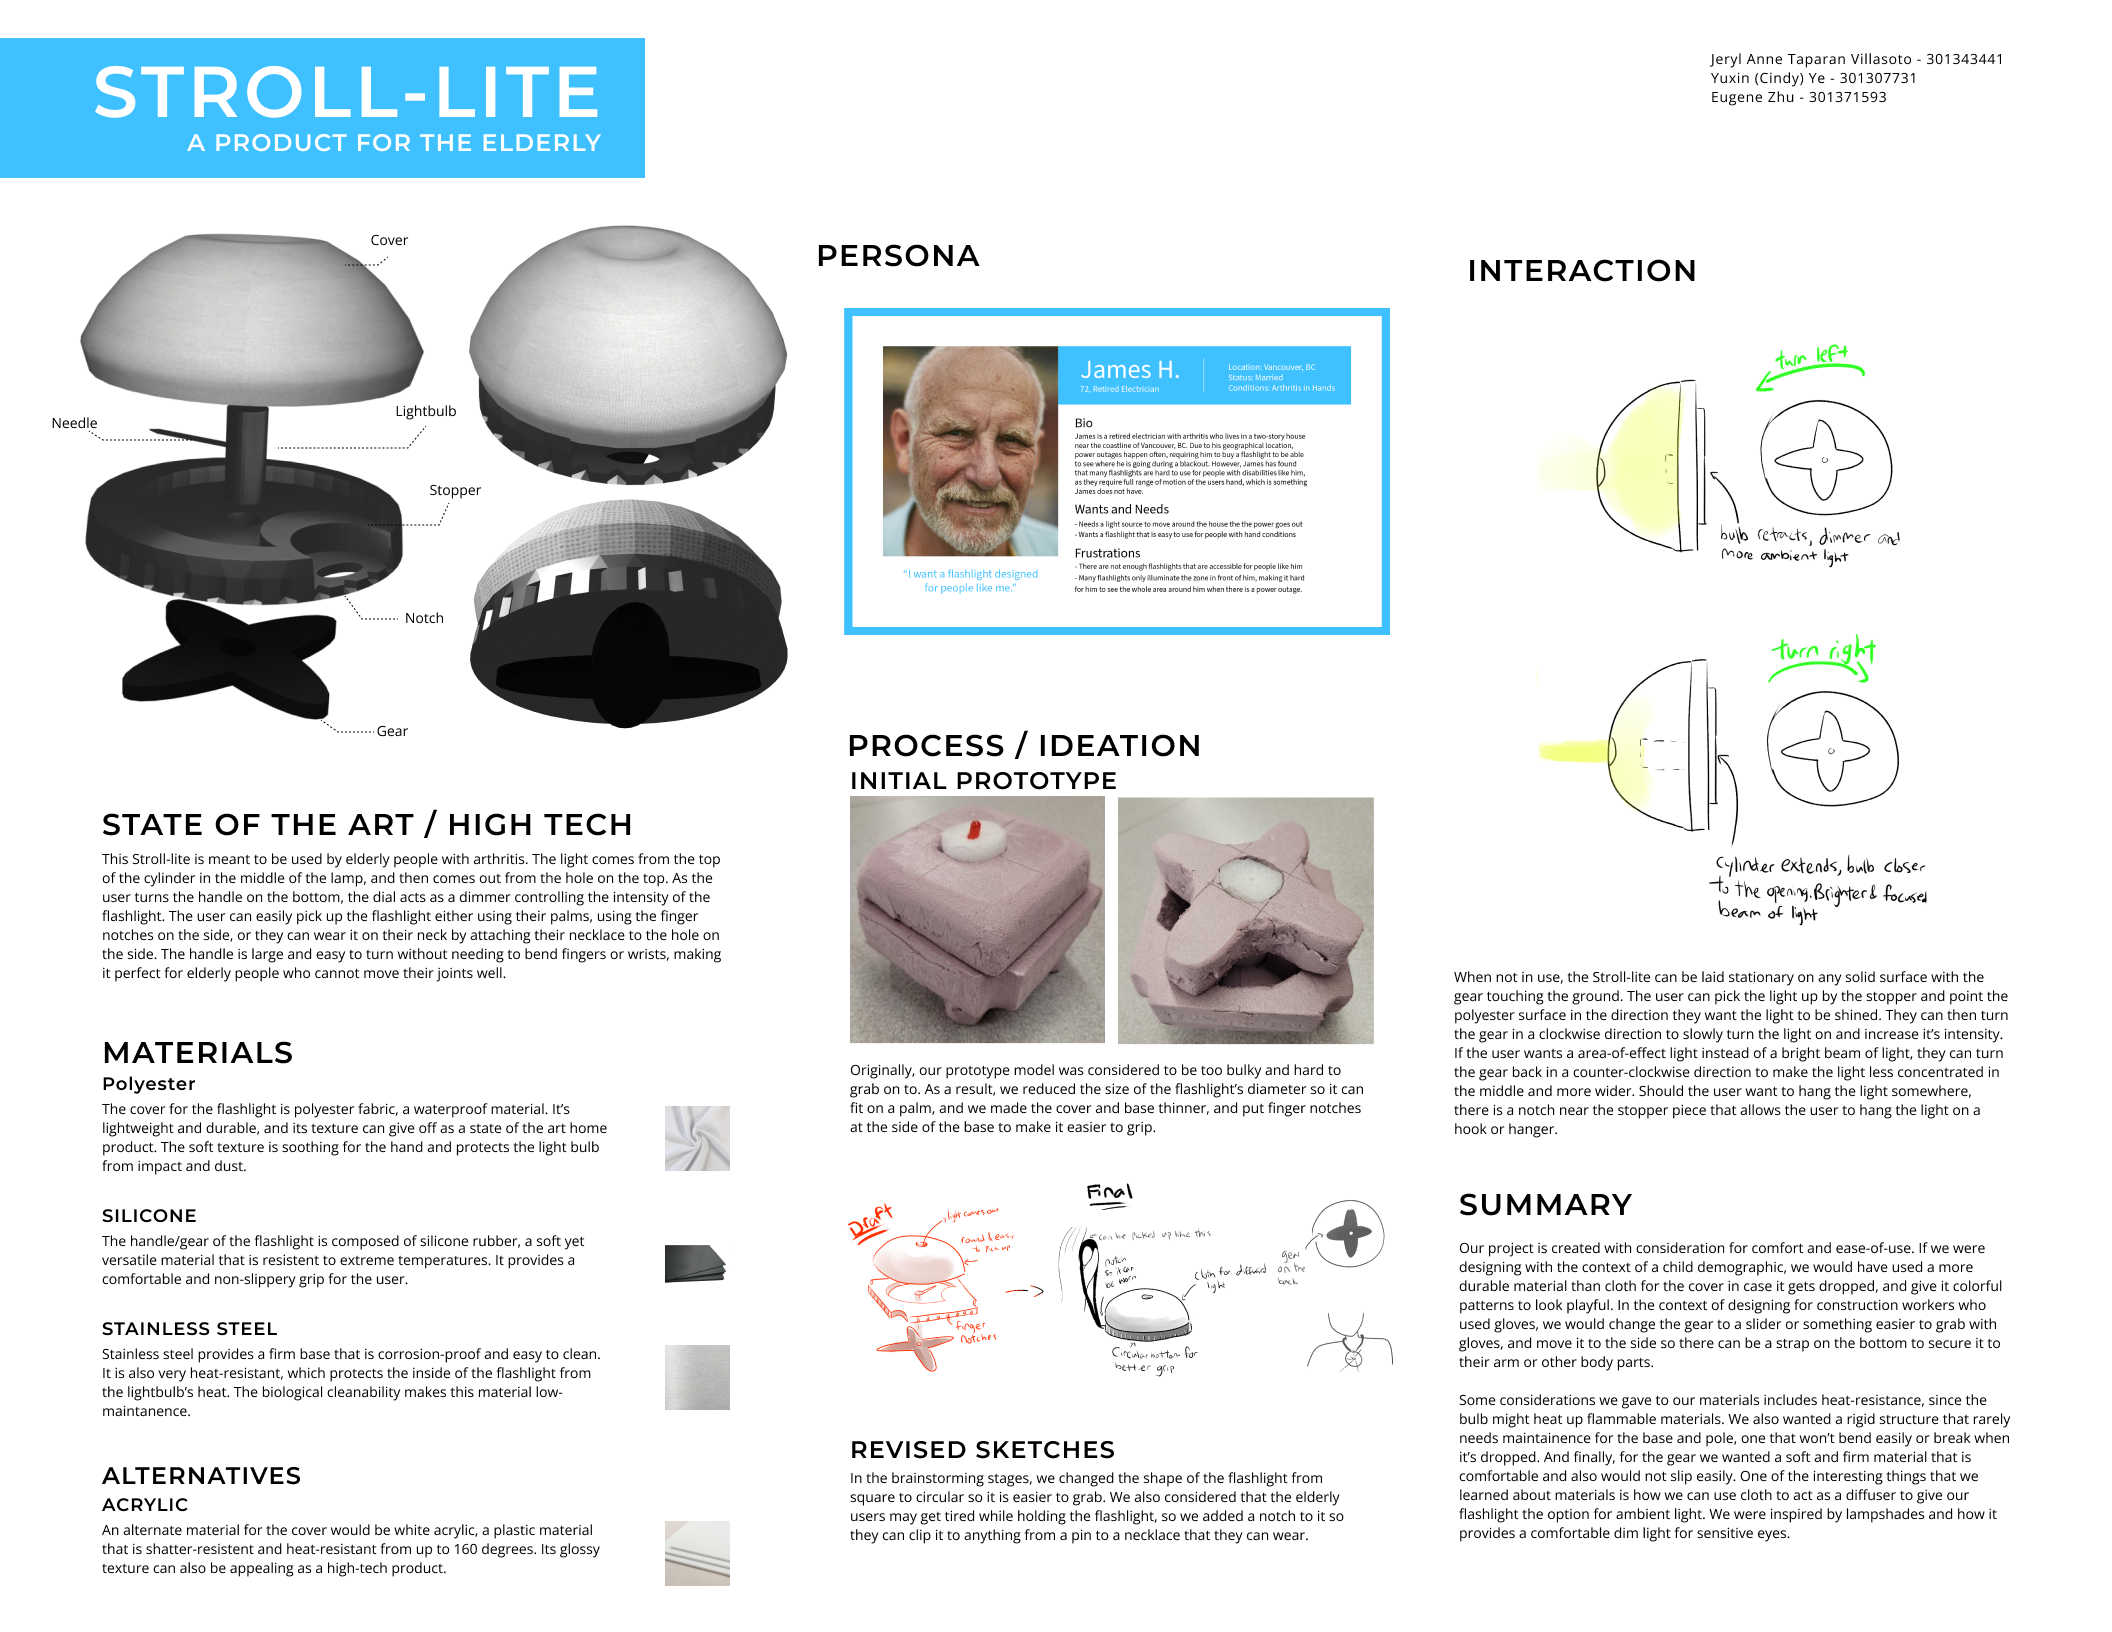 STROLL-LITE
A PRODUCT FOR THE ELDERLY
Jeryl Anne Taparan Villasoto - 301343441
Yuxin (Cindy) Ye - 301307731
Eugene Zhu - 301371593
Cover
Needle
Lightbulb
Stopper
Notch
Gear
STATE OF THE ART / HIGH TECH
This Stroll-lite is meant to be used by elderly people with arthritis. The light comes from the top
of the cylinder in the middle of the lamp, and then comes out from the hole on the top. As the
user turns the handle on the bottom, the dial acts as a dimmer controlling the intensity of the
flashlight. The user can easily pick up the flashlight either using their palms, using the finger
notches on the side, or they can wear it on their neck by attaching their necklace to the hole on
the side. The handle is large and easy to turn without needing to bend fingers or wrists, making
it perfect for elderly people who cannot move their joints well.
MATERIALS
Polyester
The cover for the flashlight is polyester fabric, a waterproof material. It's
lightweight and durable, and its texture can give off as a state of the art home
product. The soft texture is soothing for the hand and protects the light bulb
from impact and dust.
SILICONE
The handle/gear of the flashlight is composed of silicone rubber, a soft yet
versatile material that is resistent to extreme temperatures. It provides a
comfortable and non-slippery grip for the user.
STAINLESS STEEL
Stainless steel provides a firm base that is corrosion-proof and easy to clean.
It is also very heat-resistant, which protects the inside of the flashlight from
the lightbulb's heat. The biological cleanability makes this material low-
maintanence.
ALTERNATIVES
ACRYLIC
An alternate material for the cover would be white acrylic, a plastic material
that is shatter-resistent and heat-resistant from up to 160 degrees. Its glossy
texture can also be appealing as a high-tech product.
PERSONA
James H.
72, Retired Electrician
Location: Vancouver, BC
Status: Married
Conditions: Arthritis in Hands
"I want a flashlight designed
for people like me."
Bio
James is a retired electrician with arthritis who lives in a two-story house
near the coastline of Vancouver, BC. Due to his geographical location,
power outages happen often, requiring him to buy a flashlight to be able
to see where he is going during a blackout. However, James has found
that many flashlights are hard to use for people with disabilities like him,
as they require full range of motion of the users hand, which is something
James does not have.
Wants and Needs
- Needs a light source to move around the house the the power goes out
- Wants a flashlight that is easy to use for people with hand conditions
Frustrations
- There are not enough flashlights that are accessible for people like him
- Many flashlights only illuminate the zone in front of him, making it hard
for him to see the whole area around him when there is a power outage.
PROCESS / IDEATION
INITIAL PROTOTYPE
Originally, our prototype model was considered to be too bulky and hard to
grab on to. As a result, we reduced the size of the flashlight's diameter so it can
fit on a palm, and we made the cover and base thinner, and put finger notches
at the side of the base to make it easier to grip.
Draft
light comes out
round & easy
to pick up
finger
notches
Final
can be picked up like this
notch
so it can
be worn
cloth for diffused
light
Circular bottom for
better grip
gear
on the
back
REVISED SKETCHES
In the brainstorming stages, we changed the shape of the flashlight from
square to circular so it is easier to grab. We also considered that the elderly
users may get tired while holding the flashlight, so we added a notch to it so
they can clip it to anything from a pin to a necklace that they can wear.
INTERACTION
turn left
bulb retracts, dimmer and
more ambient light
turn right
Cylinder extends, bulb closer
to the opening. Brighter & focused
beam of light
When not in use, the Stroll-lite can be laid stationary on any solid surface with the
gear touching the ground. The user can pick the light up by the stopper and point the
polyester surface in the direction they want the light to be shined. They can then turn
the gear in a clockwise direction to slowly turn the light on and increase it's intensity.
If the user wants a area-of-effect light instead of a bright beam of light, they can turn
the gear back in a counter-clockwise direction to make the light less concentrated in
the middle and more wider. Should the user want to hang the light somewhere,
there is a notch near the stopper piece that allows the user to hang the light on a
hook or hanger.
SUMMARY
Our project is created with consideration for comfort and ease-of-use. If we were
designing with the context of a child demographic, we would have used a more
durable material than cloth for the cover in case it gets dropped, and give it colorful
patterns to look playful. In the context of designing for construction workers who
used gloves, we would change the gear to a slider or something easier to grab with
gloves, and move it to the side so there can be a strap on the bottom to secure it to
their arm or other body parts.
Some considerations we gave to our materials includes heat-resistance, since the
bulb might heat up flammable materials. We also wanted a rigid structure that rarely
needs maintainence for the base and pole, one that won't bend easily or break when
it's dropped. And finally, for the gear we wanted a soft and firm material that is
comfortable and also would not slip easily. One of the interesting things that we
learned about materials is how we can use cloth to act as a diffuser to give our
flashlight the option for ambient light. We were inspired by lampshades and how it
provides a comfortable dim light for sensitive eyes.